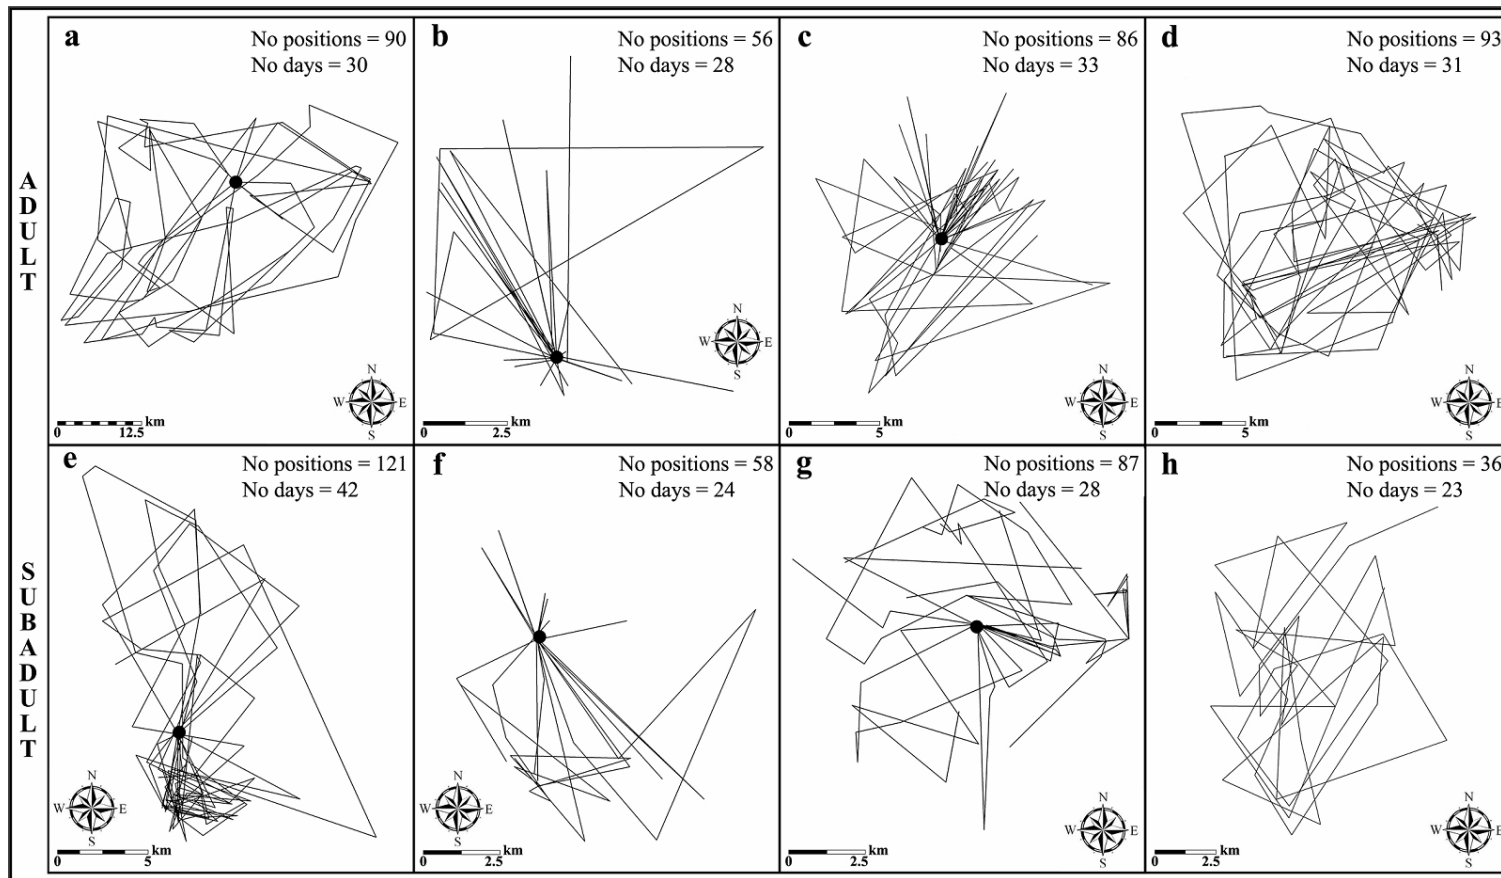 ADULT
a
No positions = 90
No days = 30
N
W E
S
km
0 12.5
b
No positions = 56
No days = 28
N
W E
S
km
0 2.5
c
No positions = 86
No days = 33
N
W E
S
km
0 5
d
No positions = 93
No days = 31
N
W E
S
km
0 5
SUBADULT
e
No positions = 121
No days = 42
N
W E
S
km
0 5
f
No positions = 58
No days = 24
N
W E
S
km
0 2.5
g
No positions = 87
No days = 28
N
W E
S
km
0 2.5
h
No positions = 36
No days = 23
N
W E
S
km
0 2.5